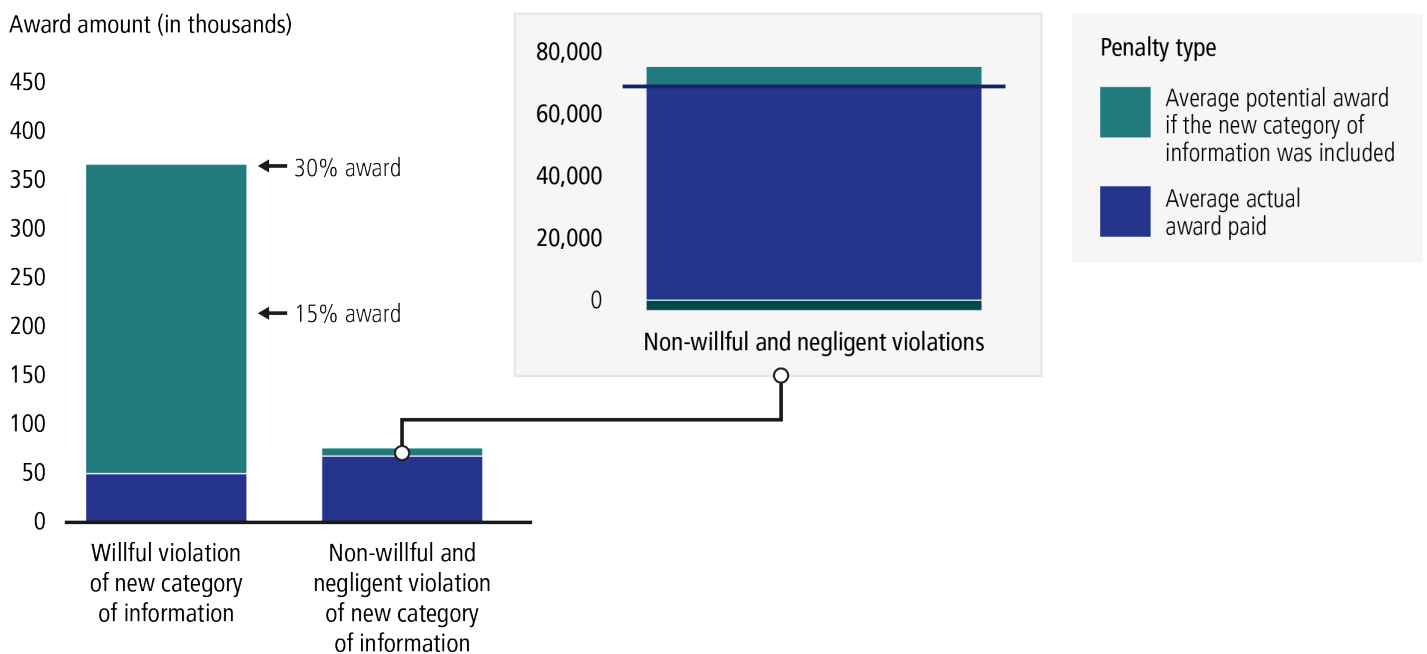 Award amount (in thousands)
450
400
350
300
250
200
150
100
50
0
30% award
15% award
Willful violation
of new category
of information
Non-willful and
negligent violation
of new category
of information
80,000
60,000
40,000
20,000
0
Non-willful and negligent violations
Penalty type
Average potential award
if the new category of
information was included
Average actual
award paid